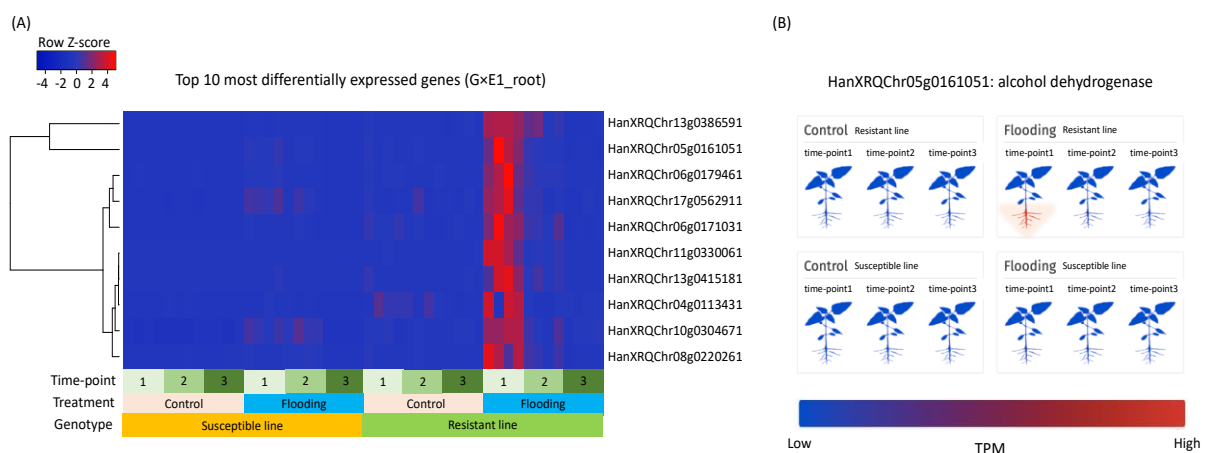 (A)
Row Z-score
-4 -2 0 2 4
Top 10 most differentially expressed genes (G×E1_root)
HanXRQChr13g0386591
HanXRQChr05g0161051
HanXRQChr06g0179461
HanXRQChr17g0562911
HanXRQChr06g0171031
HanXRQChr11g0330061
HanXRQChr13g0415181
HanXRQChr04g0113431
HanXRQChr10g0304671
HanXRQChr08g0220261
Time-point 1 2 3 1 2 3 1 2 3 1 2 3
Treatment Control Flooding Control Flooding
Genotype Susceptible line Resistant line
(B)
HanXRQChr05g0161051: alcohol dehydrogenase
Control Resistant line
time-point1 time-point2 time-point3
Flooding Resistant line
time-point1 time-point2 time-point3
Control Susceptible line
time-point1 time-point2 time-point3
Flooding Susceptible line
time-point1 time-point2 time-point3
Low TPM High